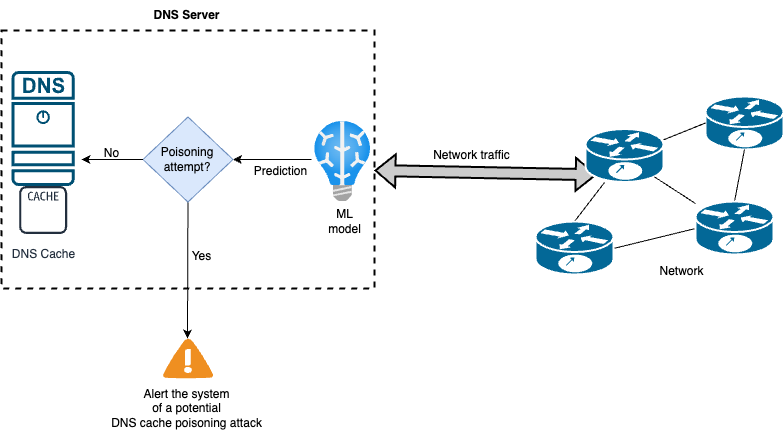 DNS Server
DNS
CACHE
DNS Cache
No
Poisoning
attempt?
Prediction
ML
model
Network traffic
Network
Yes
Alert the system
of a potential
DNS cache poisoning attack